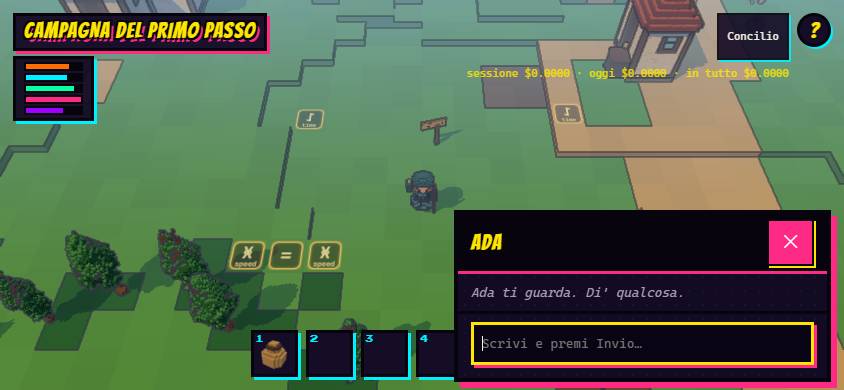 CAMPAGNA DEL PRIMO PASSO
Concilio
?
sessione $0.0000 · oggi $0.0000 · in tutto $0.0000
time
time
speed
=
speed
ADA
Ada ti guarda. Di' qualcosa.
Scrivi e premi Invio…
1
2
3
4